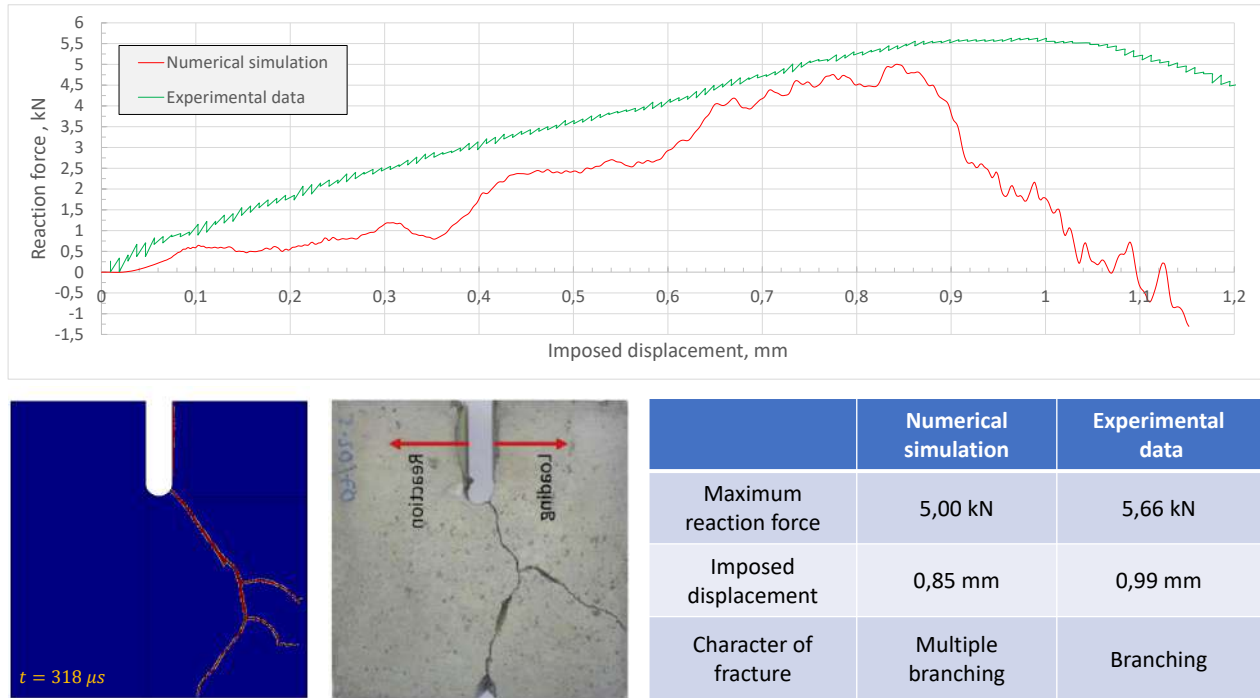 Reaction force , kN
6
5,5
5
4,5
4
3,5
3
2,5
2
1,5
1
0,5
0
-0,5
-1
-1,5
Numerical simulation
Experimental data
0 0,1 0,2 0,3 0,4 0,5 0,6 0,7 0,8 0,9 1 1,1 1,2
Imposed displacement, mm
t = 318 μs
Reaction
Loading
Numerical simulation
Experimental data
Maximum reaction force
5,00 kN
5,66 kN
Imposed displacement
0,85 mm
0,99 mm
Character of fracture
Multiple branching
Branching